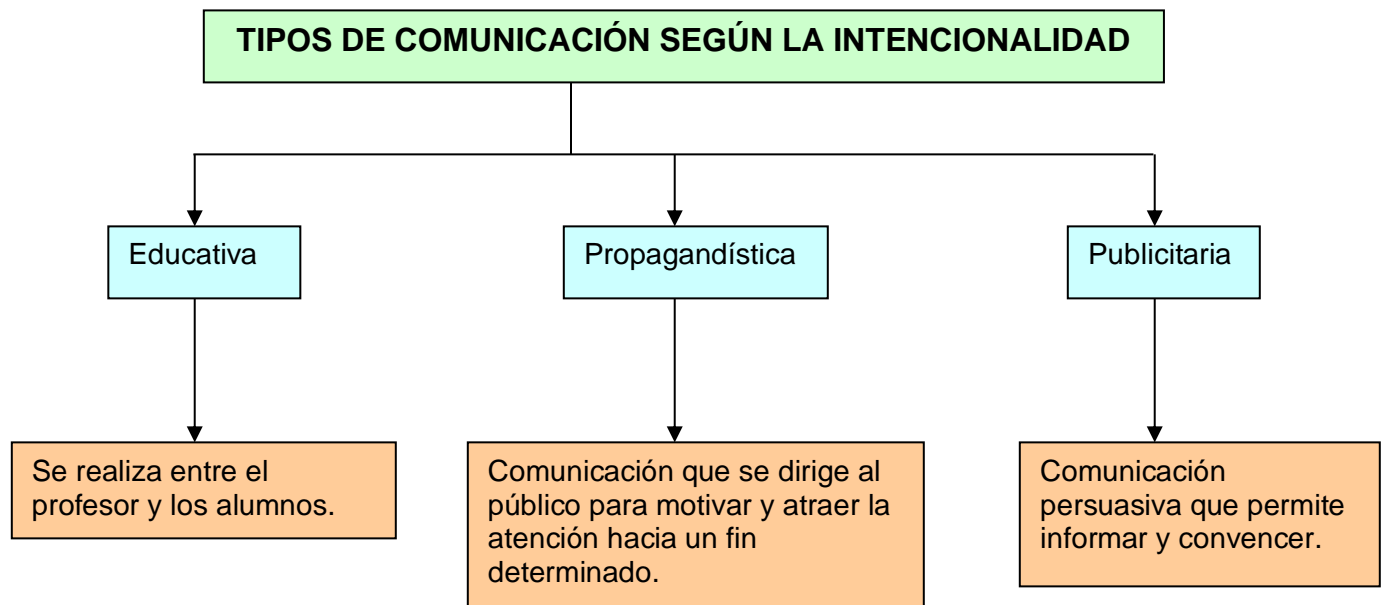 TIPOS DE COMUNICACIÓN SEGÚN LA INTENCIONALIDAD
Educativa
Propagandística
Publicitaria
Se realiza entre el
profesor y los alumnos.
Comunicación que se dirige al
público para motivar y atraer la
atención hacia un fin
determinado.
Comunicación
persuasiva que permite
informar y convencer.